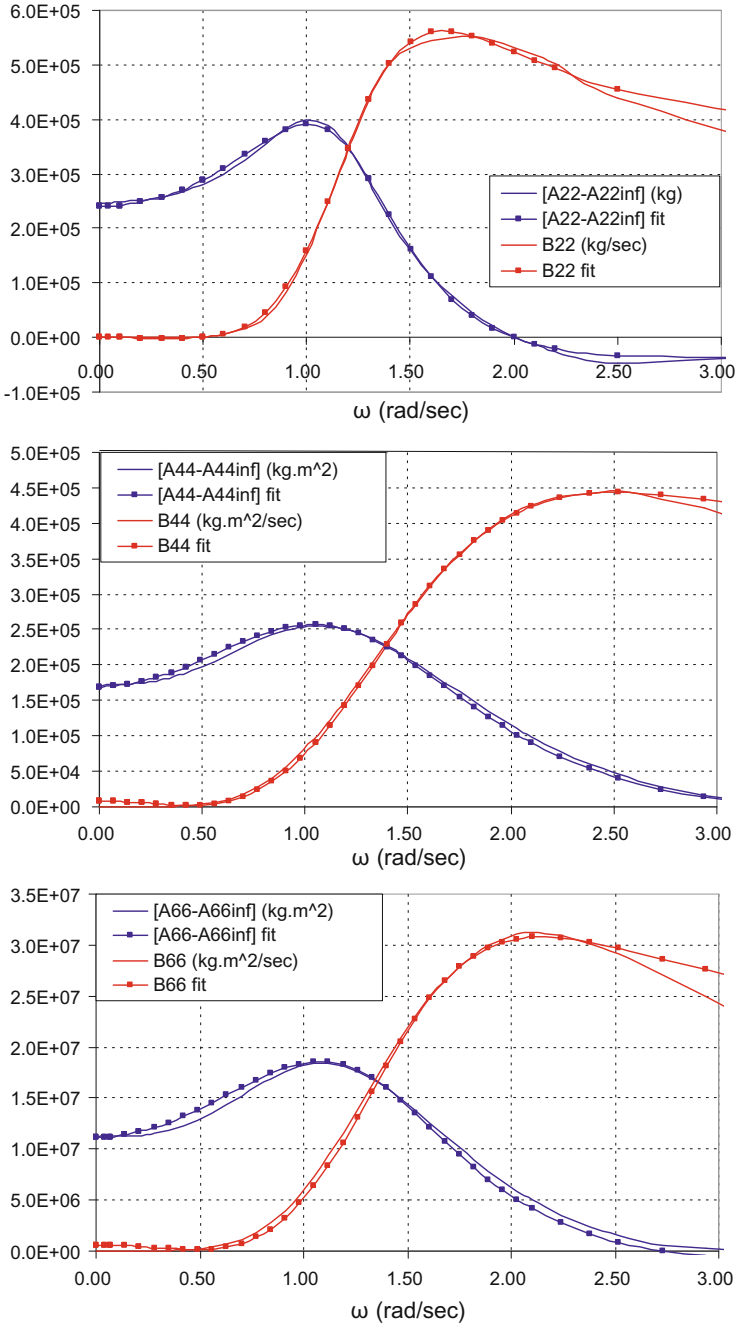 6.0E+05
5.0E+05
4.0E+05
3.0E+05
2.0E+05
1.0E+05
0.0E+00
-1.0E+05
0.00 0.50 1.00 1.50 2.00 2.50 3.00
ω (rad/sec)
[A22-A22inf] (kg)
[A22-A22inf] fit
B22 (kg/sec)
B22 fit
5.0E+05
4.5E+05
4.0E+05
3.5E+05
3.0E+05
2.5E+05
2.0E+05
1.5E+05
1.0E+05
5.0E+04
0.0E+00
0.00 0.50 1.00 1.50 2.00 2.50 3.00
ω (rad/sec)
[A44-A44inf] (kg.m^2)
[A44-A44inf] fit
B44 (kg.m^2/sec)
B44 fit
3.5E+07
3.0E+07
2.5E+07
2.0E+07
1.5E+07
1.0E+07
5.0E+06
0.0E+00
0.00 0.50 1.00 1.50 2.00 2.50 3.00
ω (rad/sec)
[A66-A66inf] (kg.m^2)
[A66-A66inf] fit
B66 (kg.m^2/sec)
B66 fit